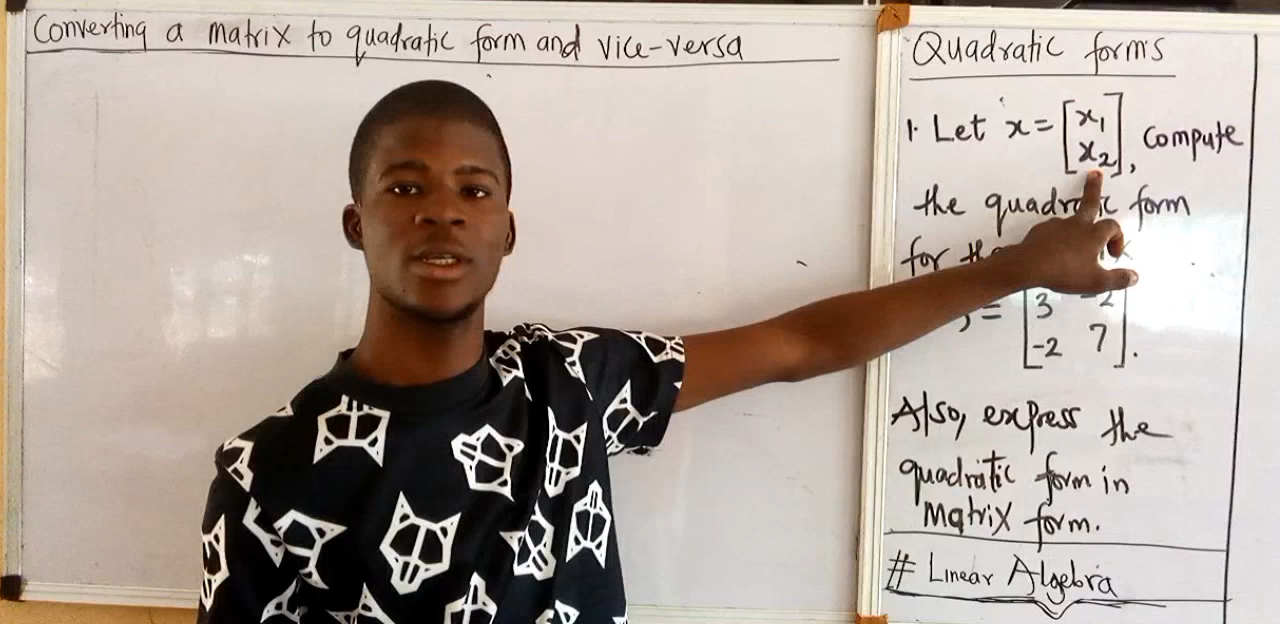 Converting a matrix to quadratic form and vice-versa
Quadratic forms
1. Let x = [x₁
x₂], compute
the quadratic form
for
= [3 -2
-2 7].
Also, express the
quadratic form in
Matrix form.
# Linear Algebra